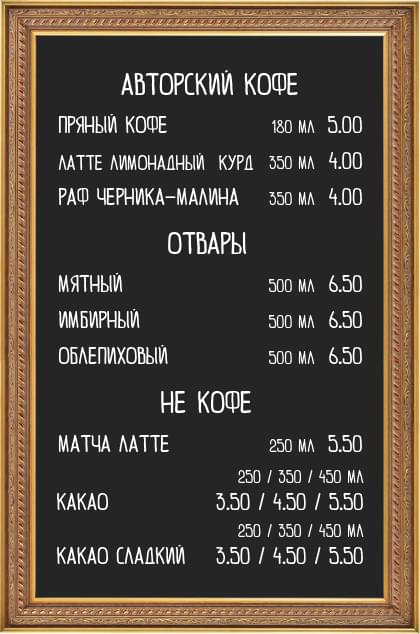 АВТОРСКИЙ КОФЕ
ПРЯНЫЙ КОФЕ 180 МЛ 5.00
ЛАТТЕ ЛИМОНАДНЫЙ КУРД 350 МЛ 4.00
РАФ ЧЕРНИКА-МАЛИНА 350 МЛ 4.00
ОТВАРЫ
МЯТНЫЙ 500 МЛ 6.50
ИМБИРНЫЙ 500 МЛ 6.50
ОБЛЕПИХОВЫЙ 500 МЛ 6.50
НЕ КОФЕ
МАТЧА ЛАТТЕ 250 МЛ 5.50
250 / 350 / 450 МЛ
КАКАО 3.50 / 4.50 / 5.50
250 / 350 / 450 МЛ
КАКАО СЛАДКИЙ 3.50 / 4.50 / 5.50